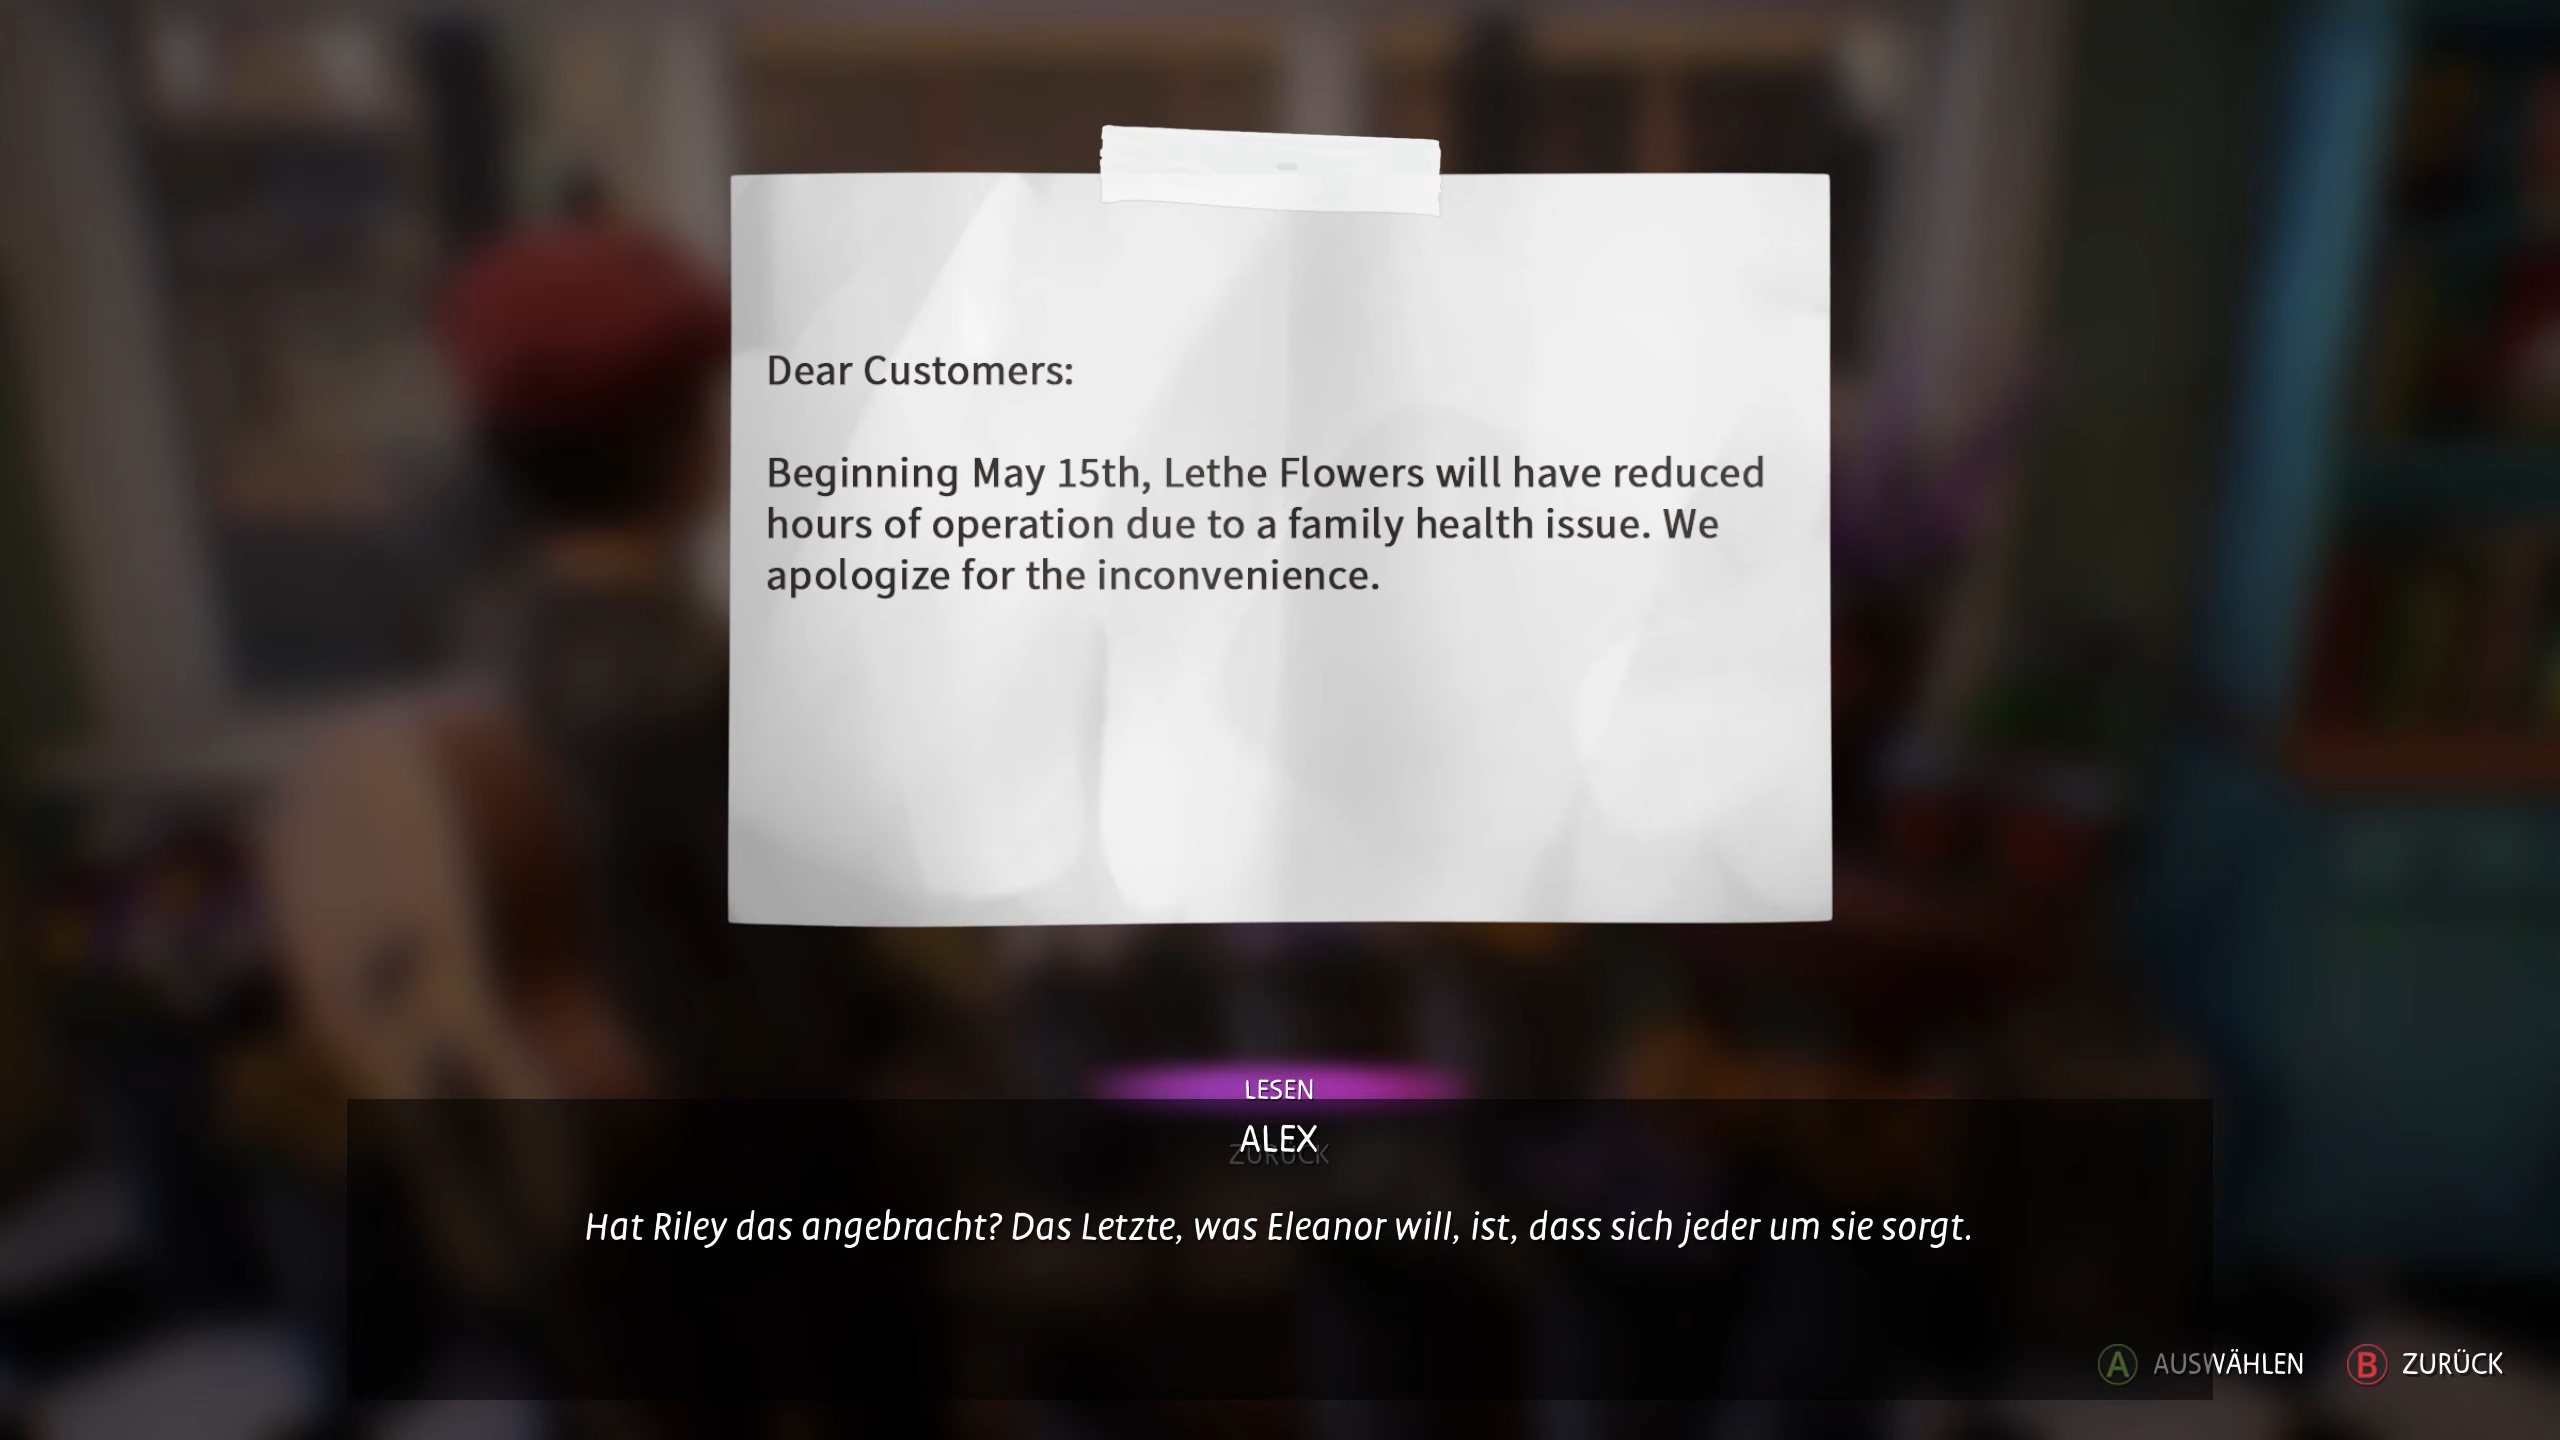 Dear Customers:
Beginning May 15th, Lethe Flowers will have reduced
hours of operation due to a family health issue. We
apologize for the inconvenience.
LESEN
ALEX
ZURÜCK
Hat Riley das angebracht? Das Letzte, was Eleanor will, ist, dass sich jeder um sie sorgt.
A AUSWÄHLEN B ZURÜCK